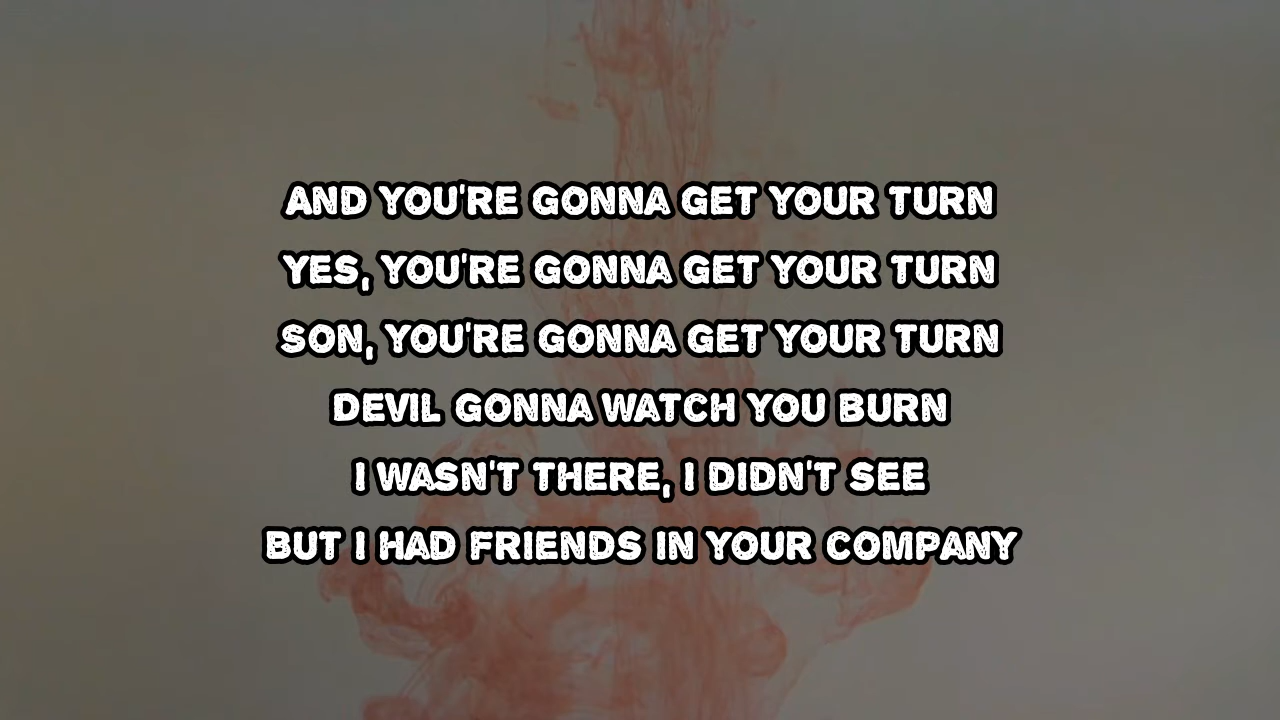 AND YOU'RE GONNA GET YOUR TURN
YES, YOU'RE GONNA GET YOUR TURN
SON, YOU'RE GONNA GET YOUR TURN
DEVIL GONNA WATCH YOU BURN
I WASN'T THERE, I DIDN'T SEE
BUT I HAD FRIENDS IN YOUR COMPANY